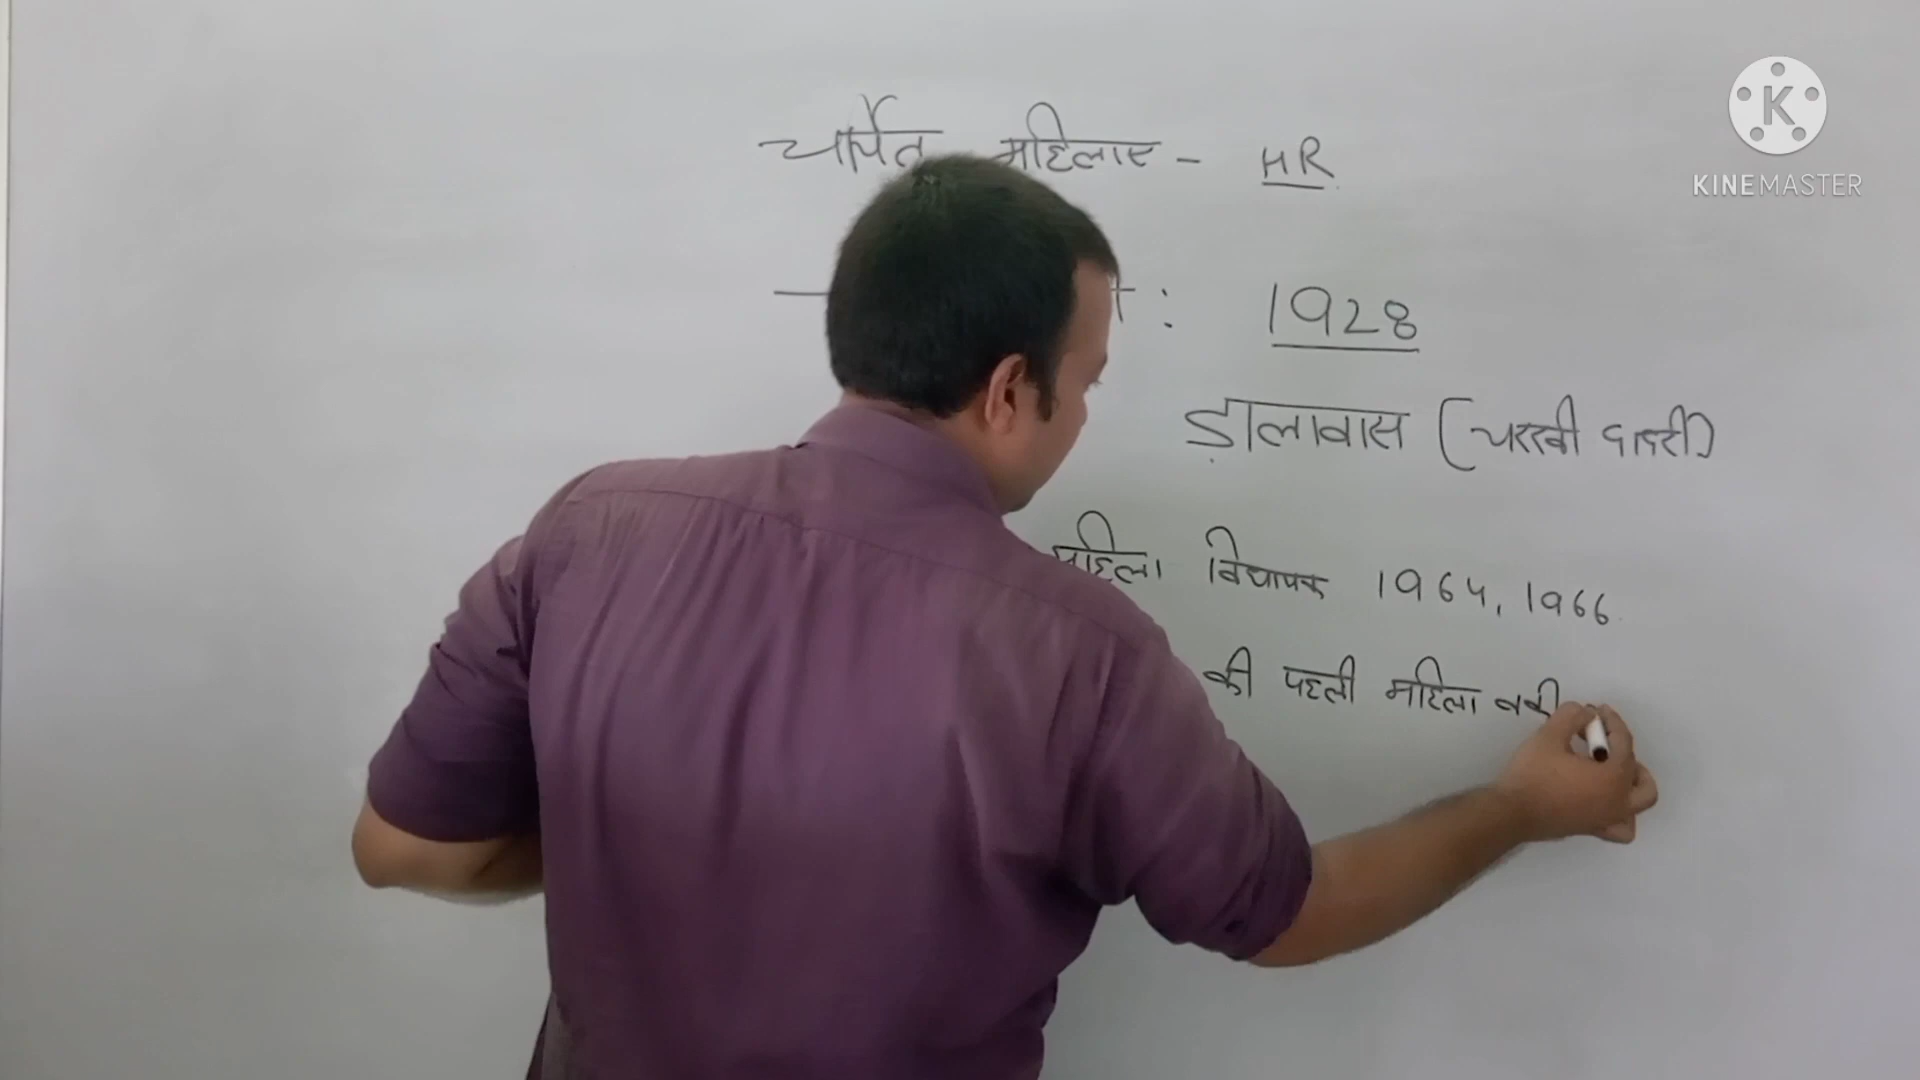 चर्चित महिलाएं - HR
: 1928
डालावास (चरखी दादरी)
महिला विधायक 1964, 1966
की पहली महिला वकी
K
KINEMASTER